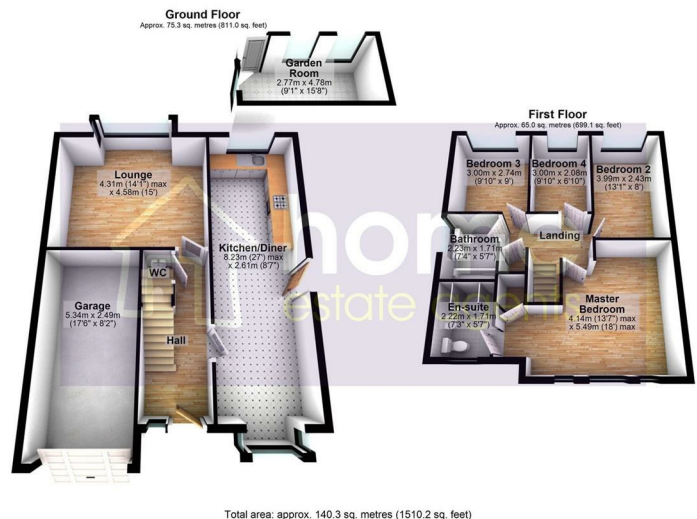 Ground Floor
Approx. 75.3 sq. metres (811.0 sq. feet)
Garden
Room
2.77m x 4.78m
(9'1" x 15'8")
First Floor
Approx. 65.0 sq. metres (699.1 sq. feet)
Lounge
4.31m (14'1") max
x 4.58m (15')
Kitchen/Diner
8.23m (27') max
x 2.61m (8'7")
WC
Garage
5.34m x 2.49m
(17'6" x 8'2")
Hall
Bedroom 3
3.00m x 2.74m
(9'10" x 9')
Bedroom 4
3.00m x 2.08m
(9'10" x 6'10")
Bedroom 2
3.99m x 2.43m
(13'1" x 8')
Bathroom
2.23m x 1.71m
(7'4" x 5'7")
Landing
En-suite
2.22m x 1.71m
(7'3" x 5'7")
Master
Bedroom
4.14m (13'7") max
x 5.49m (18') max
estate agents
Total area: approx. 140.3 sq. metres (1510.2 sq. feet)